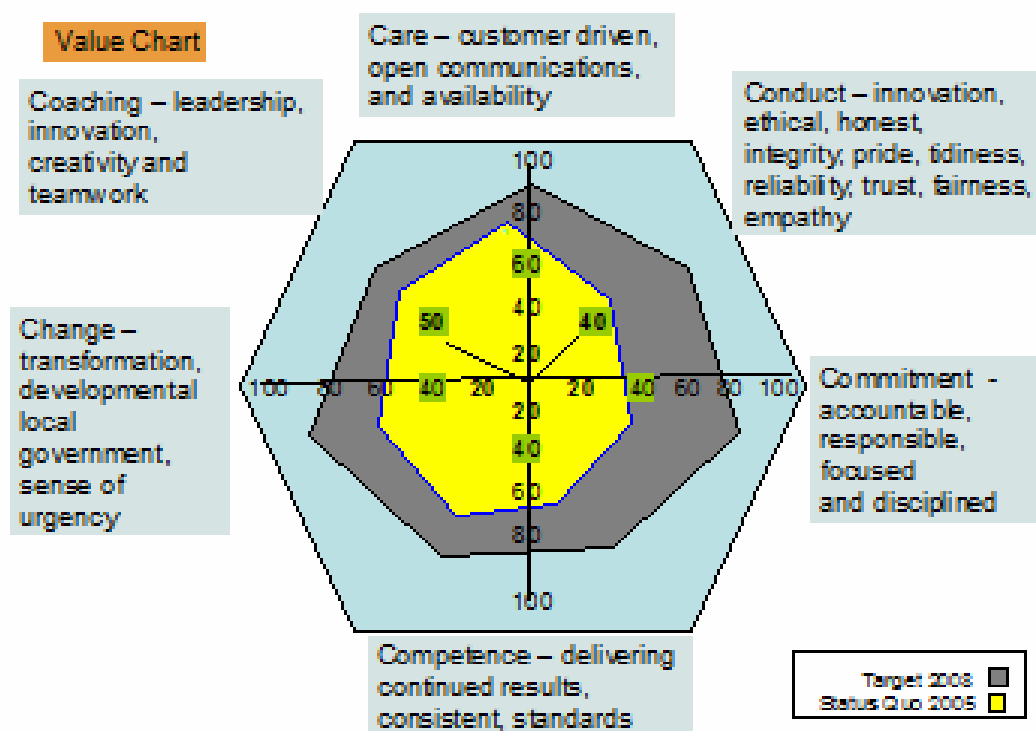 Value Chart
Care – customer driven,
open communications,
and availability
Coaching – leadership,
innovation,
creativity and
teamwork
Conduct – innovation,
ethical, honest,
integrity, pride, tidiness,
reliability, trust, fairness,
empathy
100
80
60
40
20
50
40
Change –
transformation,
developmental
local
government,
sense of
urgency
100 80 60 40 20 20 40 60 80 100
Commitment -
accountable,
responsible,
focused
and disciplined
20
40
60
80
100
Competence – delivering
continued results,
consistent, standards
Target 2008
Status Quo 2005